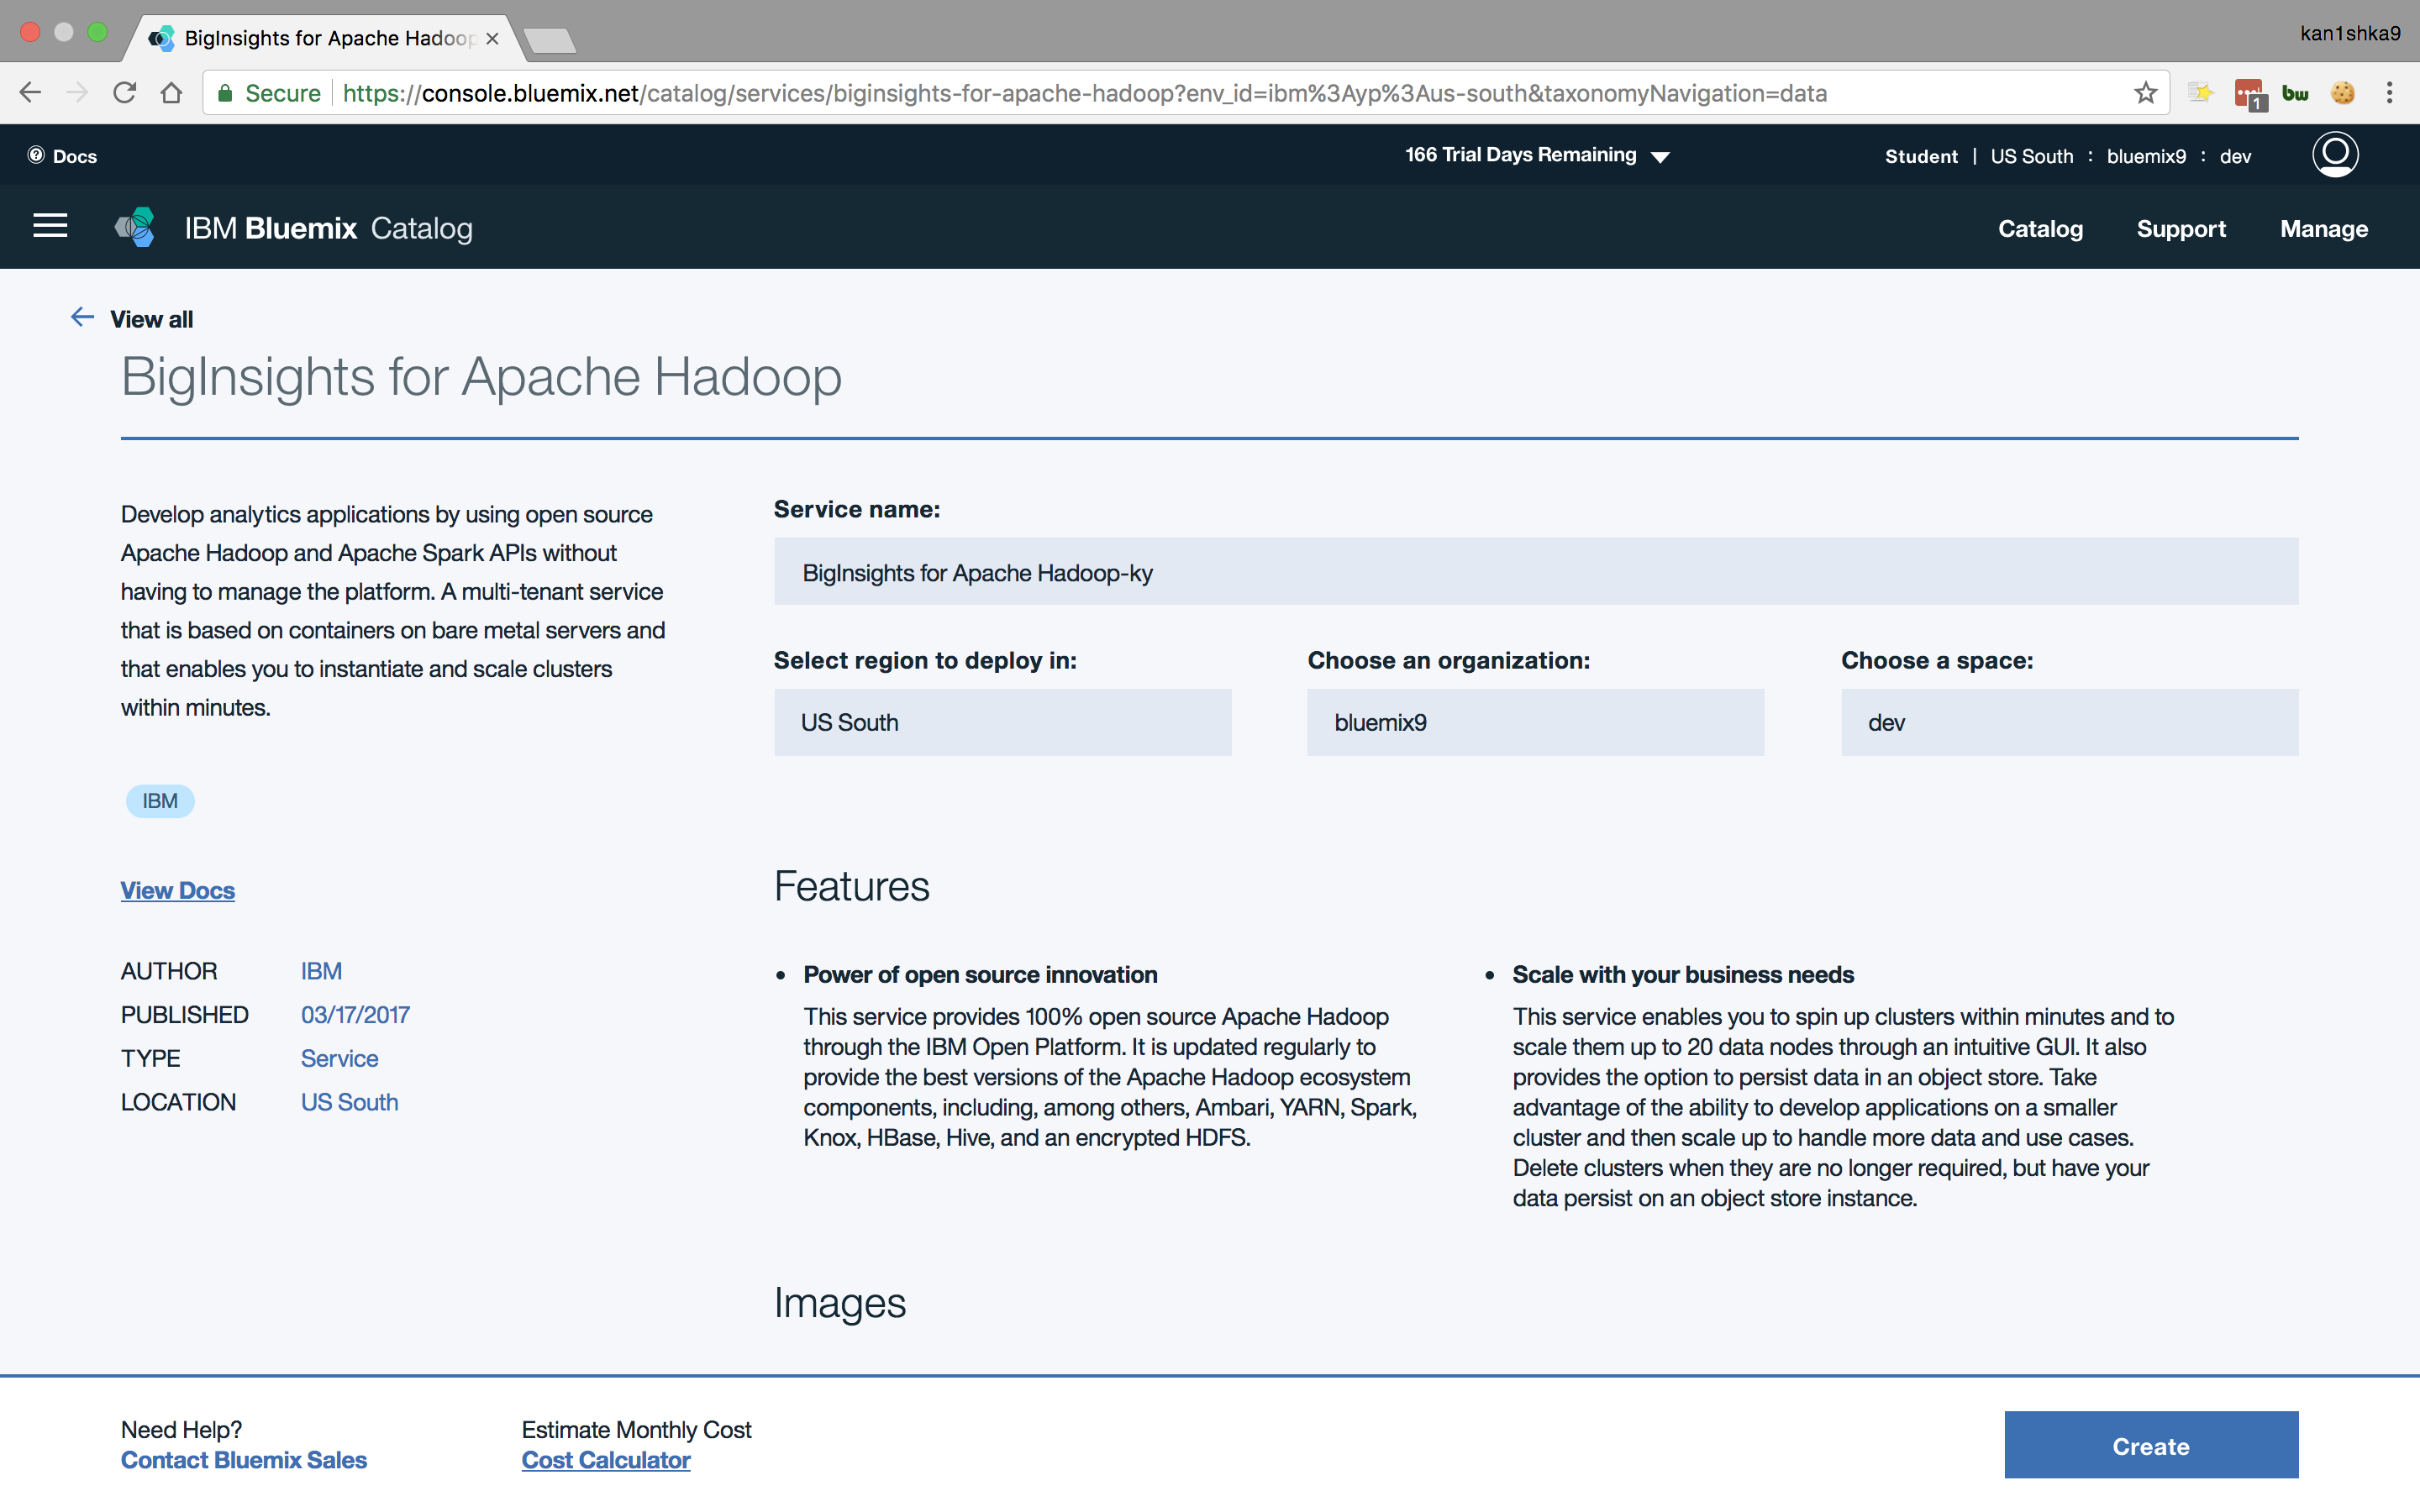 BigInsights for Apache Hadoop
kan1shka9
Secure https://console.bluemix.net/catalog/services/biginsights-for-apache-hadoop?env_id=ibm%3Ayp%3Aus-south&taxonomyNavigation=data
1
bw
Docs
166 Trial Days Remaining
Student | US South : bluemix9 : dev
IBM Bluemix Catalog
Catalog Support Manage
View all
BigInsights for Apache Hadoop
Develop analytics applications by using open source
Apache Hadoop and Apache Spark APIs without
having to manage the platform. A multi-tenant service
that is based on containers on bare metal servers and
that enables you to instantiate and scale clusters
within minutes.
IBM
View Docs
AUTHOR IBM
PUBLISHED 03/17/2017
TYPE Service
LOCATION US South
Service name:
BigInsights for Apache Hadoop-ky
Select region to deploy in:
US South
Choose an organization:
bluemix9
Choose a space:
dev
Features
Power of open source innovation
This service provides 100% open source Apache Hadoop
through the IBM Open Platform. It is updated regularly to
provide the best versions of the Apache Hadoop ecosystem
components, including, among others, Ambari, YARN, Spark,
Knox, HBase, Hive, and an encrypted HDFS.
Scale with your business needs
This service enables you to spin up clusters within minutes and to
scale them up to 20 data nodes through an intuitive GUI. It also
provides the option to persist data in an object store. Take
advantage of the ability to develop applications on a smaller
cluster and then scale up to handle more data and use cases.
Delete clusters when they are no longer required, but have your
data persist on an object store instance.
Images
Need Help?
Contact Bluemix Sales
Estimate Monthly Cost
Cost Calculator
Create